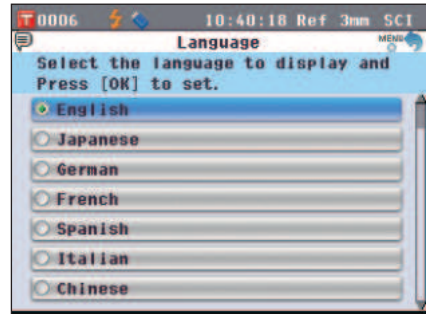 T0006 10:40:18 Ref 3mm SCI
Language MENU
Select the language to display and
Press [OK] to set.
English
Japanese
German
French
Spanish
Italian
Chinese